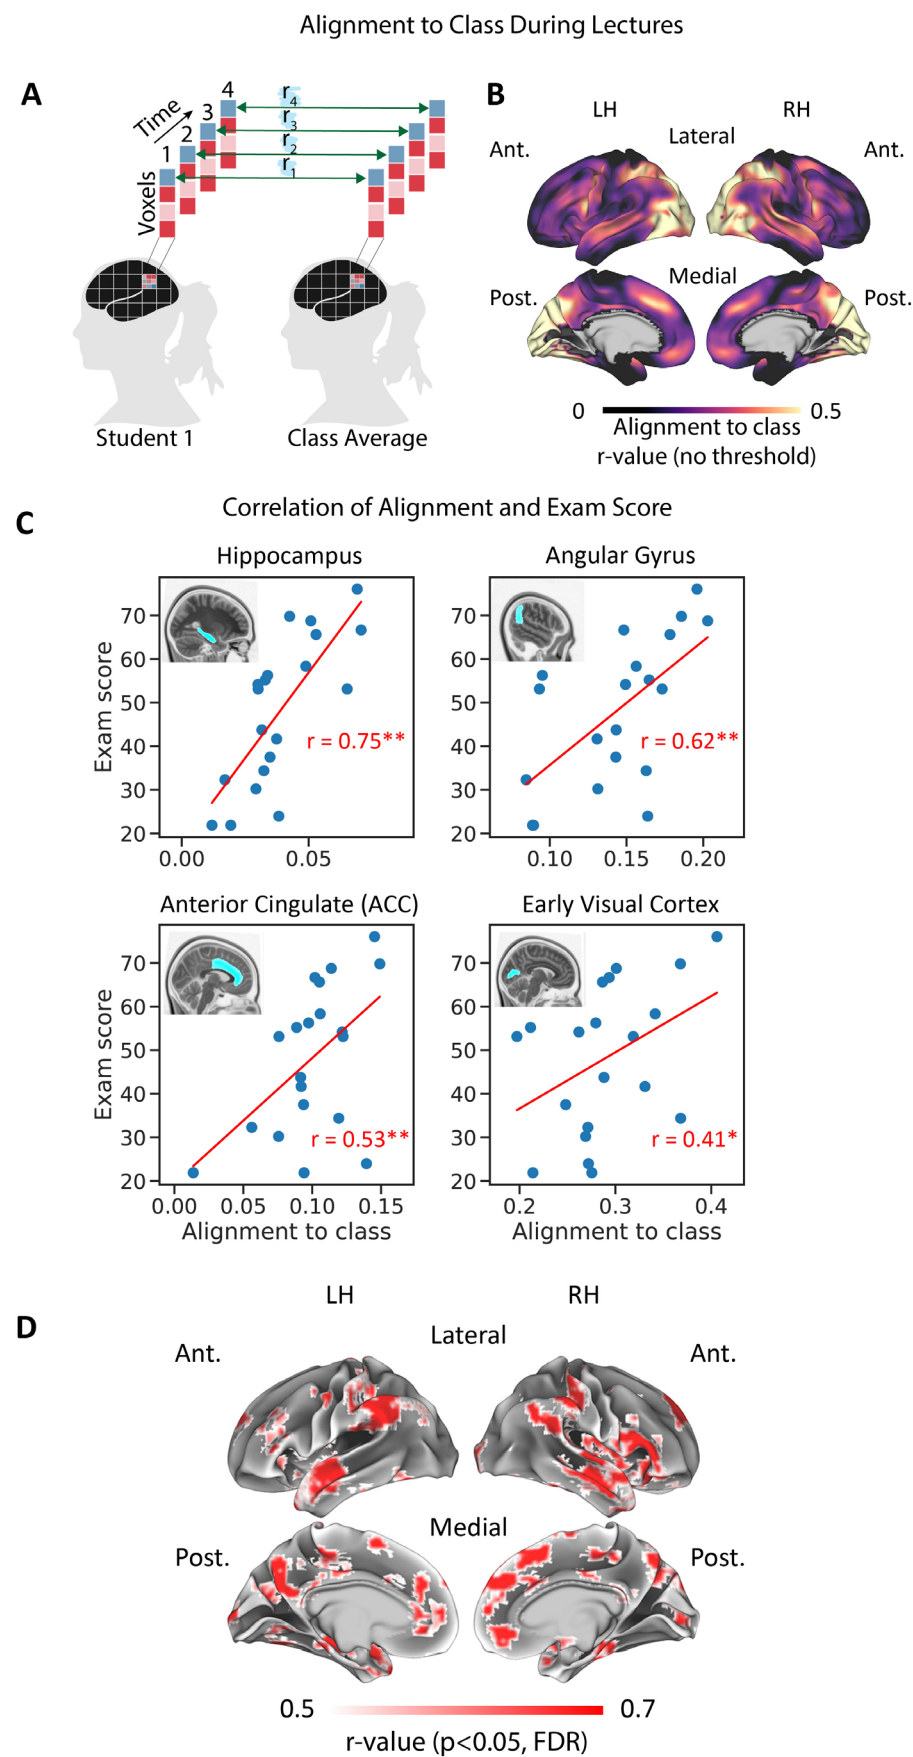 Alignment to Class During Lectures
A
Time
1
2
3
4
r4
r3
r2
r1
Voxels
Student 1
Class Average
B
LH
RH
Lateral
Ant.
Ant.
Medial
Post.
Post.
0
0.5
Alignment to class
r-value (no threshold)
Correlation of Alignment and Exam Score
C
Hippocampus
Exam score
70
60
50
40
30
20
r = 0.75**
0.00
0.05
Angular Gyrus
70
60
50
40
30
20
r = 0.62**
0.10
0.15
0.20
Anterior Cingulate (ACC)
Exam score
70
60
50
40
30
20
r = 0.53**
0.00
0.05
0.10
0.15
Alignment to class
Early Visual Cortex
70
60
50
40
30
20
r = 0.41*
0.2
0.3
0.4
Alignment to class
D
LH
RH
Lateral
Ant.
Ant.
Medial
Post.
Post.
0.5
0.7
r-value (p<0.05, FDR)